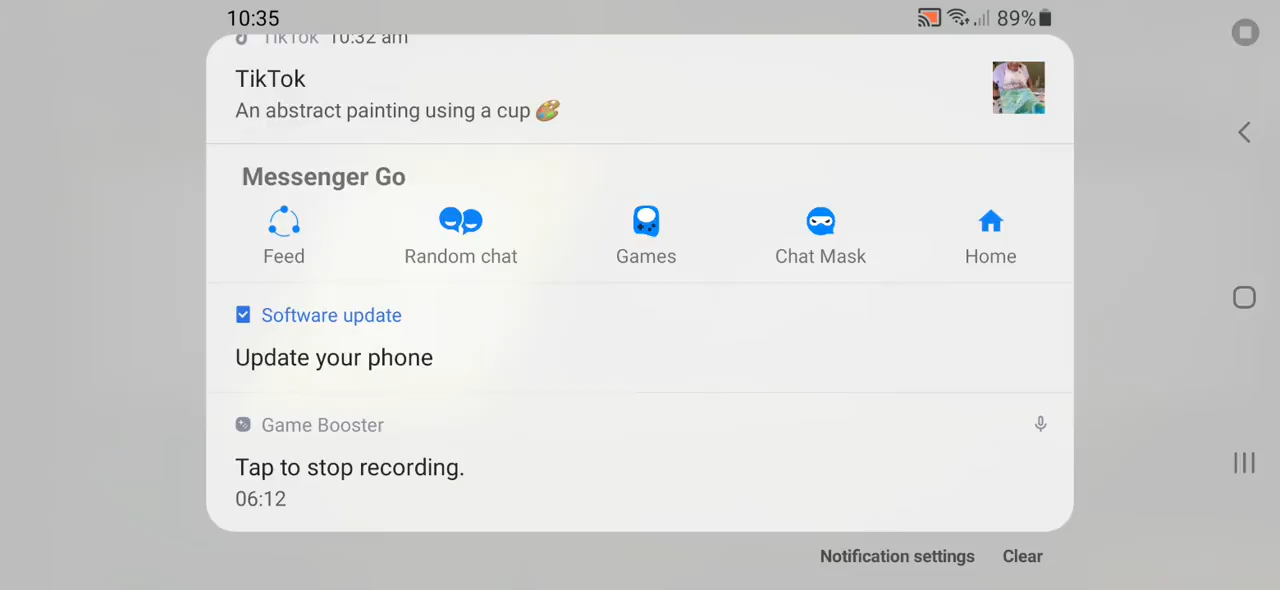 10:35
89%
TikTok 10:32 am
TikTok
An abstract painting using a cup 🎨
Messenger Go
Feed
Random chat
Games
Chat Mask
Home
Software update
Update your phone
Game Booster
Tap to stop recording.
06:12
Notification settings
Clear